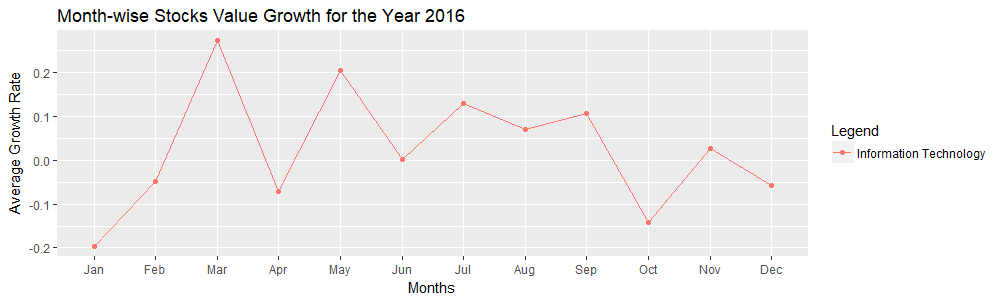 Month-wise Stocks Value Growth for the Year 2016
Average Growth Rate
0.2
0.1
0.0
-0.1
-0.2
Jan Feb Mar Apr May Jun Jul Aug Sep Oct Nov Dec
Months
Legend
Information Technology